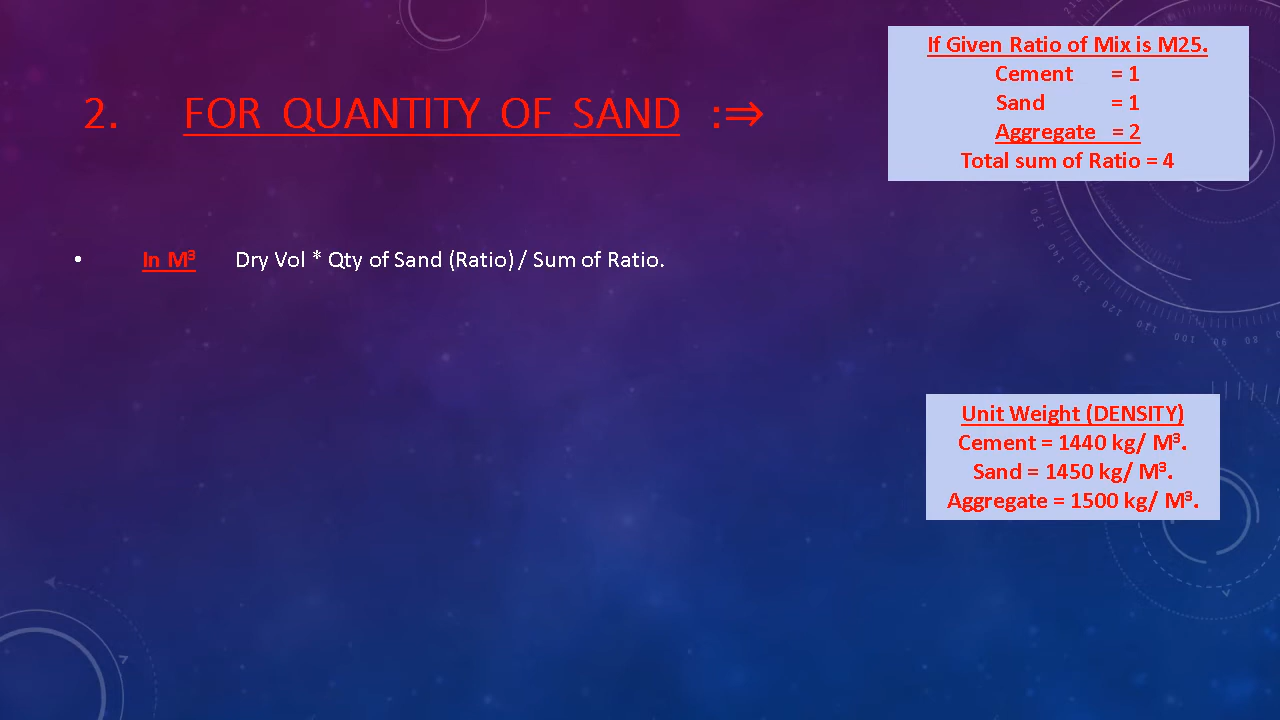 2. FOR QUANTITY OF SAND :⇒
If Given Ratio of Mix is M25.
Cement = 1
Sand = 1
Aggregate = 2
Total sum of Ratio = 4
• In M³ Dry Vol * Qty of Sand (Ratio) / Sum of Ratio.
Unit Weight (DENSITY)
Cement = 1440 kg/ M³.
Sand = 1450 kg/ M³.
Aggregate = 1500 kg/ M³.